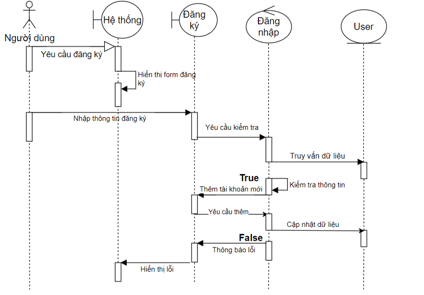 Người dùng
Hệ thống
Đăng
ký
Đăng
nhập
User
Yêu cầu đăng ký
Hiển thị form đăng
ký
Nhập thông tin đăng ký
Yêu cầu kiểm tra
Truy vấn dữ liệu
True
Kiểm tra thông tin
Thêm tài khoản mới
Yêu cầu thêm
Cập nhật dữ liệu
False
Thông báo lỗi
Hiển thị lỗi